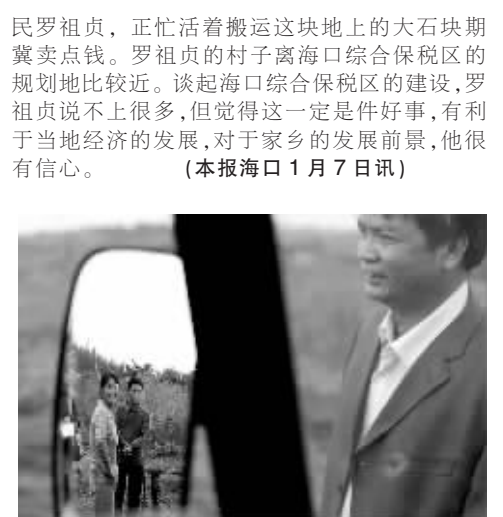 民罗祖贞，正忙活着搬运这块地上的大石块期
冀卖点钱。罗祖贞的村子离海口综合保税区的
规划地比较近。谈起海口综合保税区的建设,罗
祖贞说不上很多,但觉得这一定是件好事,有利
于当地经济的发展,对于家乡的发展前景,他很
有信心。 (本报海口1月7日讯)